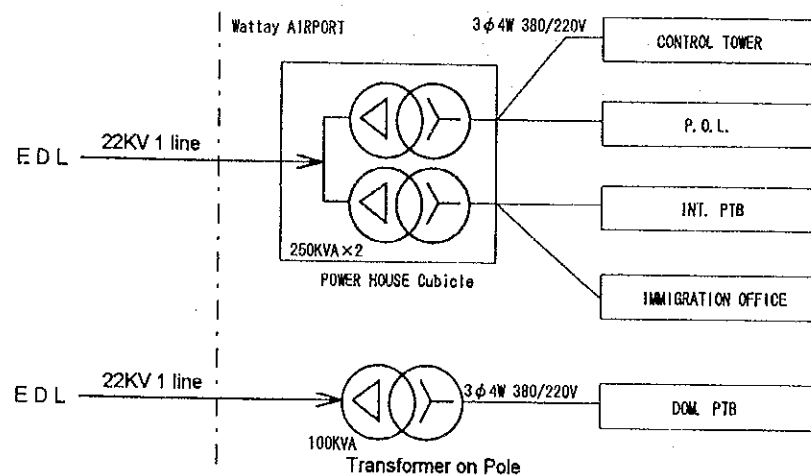 Wattay AIRPORT
3φ4W 380/220V
CONTROL TOWER
P.O.L.
22KV 1 line
EDL
INT. PTB
250KVA×2
POWER HOUSE Cubicle
IMMIGRATION OFFICE
22KV 1 line
EDL
3φ4W 380/220V
DOM. PTB
100KVA
Transformer on Pole